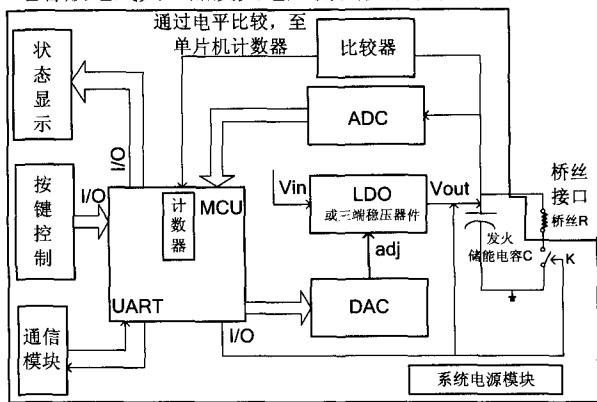 通过电平比较，至
单片机计数器
比较器
状态
显示
ADC
I/O
Vin
LDO
或三端稳压器件
Vout
桥丝
接口
桥丝R
按键
控制
I/O
计数器
MCU
发火
储能电容C
K
adj
UART
DAC
I/O
通信
模块
系统电源模块